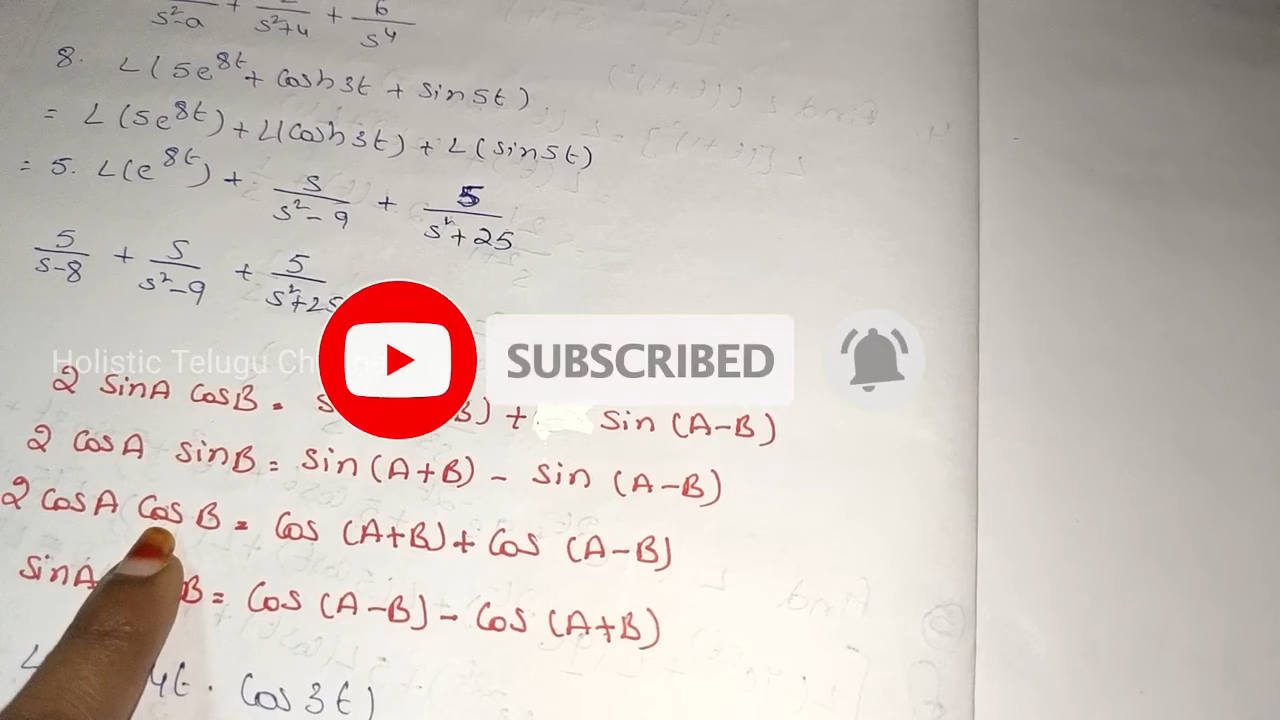 s²-a + s²+4 + 6/s⁴
8. L(5e^8t + cosh3t + sin5t)
= L(5e^8t) + L(cosh3t) + L(sin5t)
= 5. L(e^8t) + s/s²-9 + 5/s²+25
5/s-8 + s/s²-9 + 5/s²+25
Holistic Telugu
SUBSCRIBED
2 sinA cosB = B) + sin (A-B)
2 cosA sinB = sin (A+B) - sin (A-B)
2 cosA cosB = cos (A+B) + cos (A-B)
sinA B = cos (A-B) - cos (A+B)
4t . cos3t)